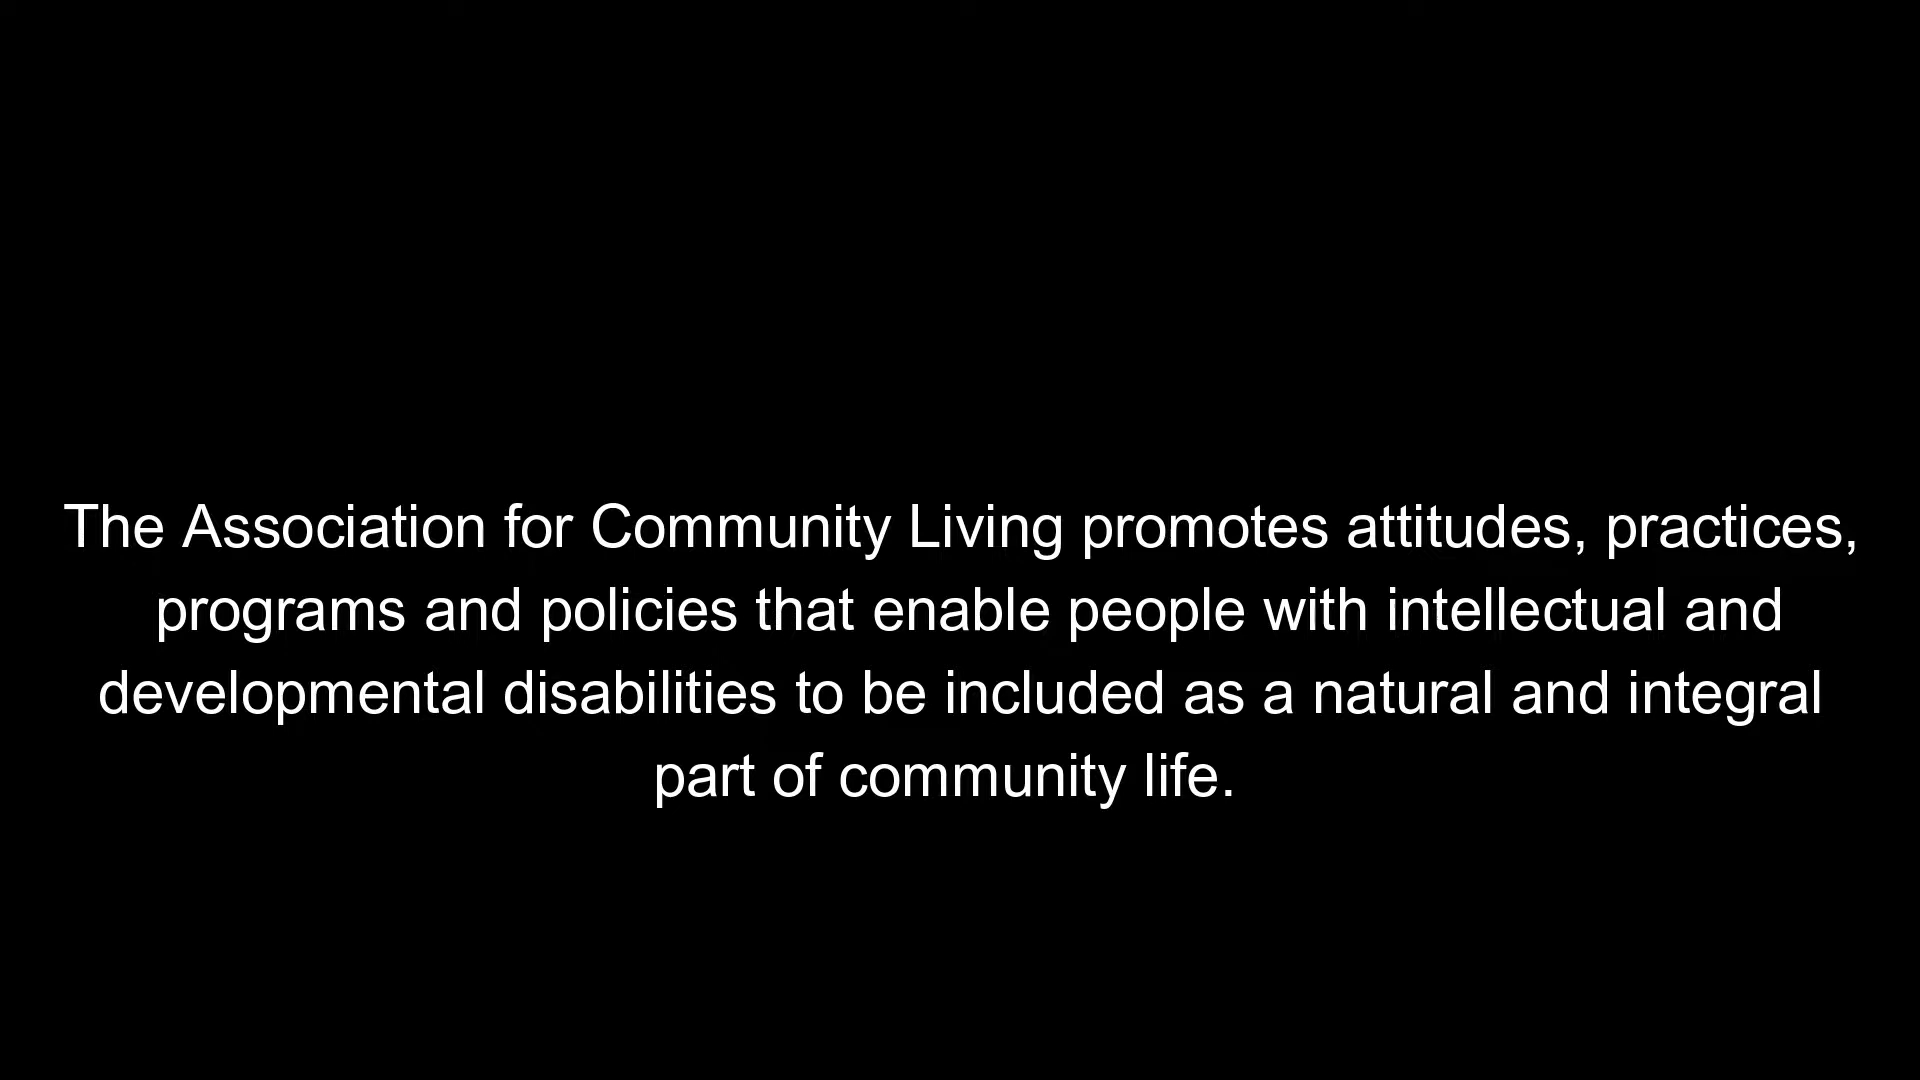 The Association for Community Living promotes attitudes, practices,
programs and policies that enable people with intellectual and
developmental disabilities to be included as a natural and integral
part of community life.